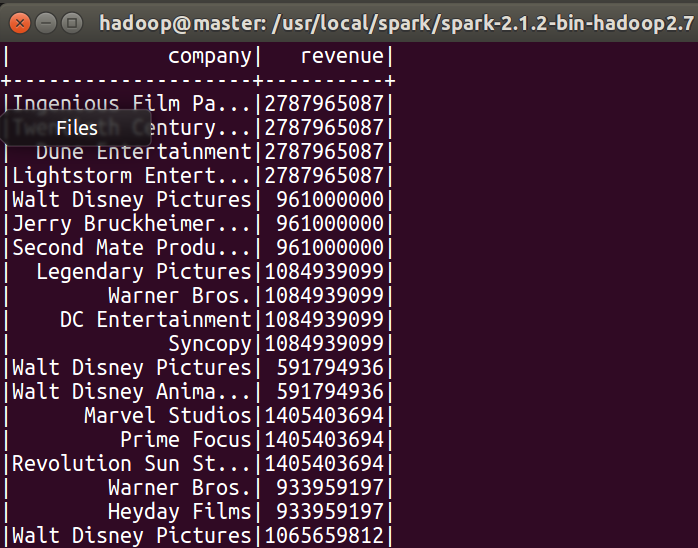 hadoop@master: /usr/local/spark/spark-2.1.2-bin-hadoop2.7
| company| revenue|
+--------------------+----------+
|Ingenious Film Pa...|2787965087|
Files
|Twentieth Century...|2787965087|
| Dune Entertainment|2787965087|
|Lightstorm Entert...|2787965087|
|Walt Disney Pictures| 961000000|
|Jerry Bruckheimer...| 961000000|
|Second Mate Produ...| 961000000|
| Legendary Pictures|1084939099|
| Warner Bros.|1084939099|
| DC Entertainment|1084939099|
| Syncopy|1084939099|
|Walt Disney Pictures| 591794936|
|Walt Disney Anima...| 591794936|
| Marvel Studios|1405403694|
| Prime Focus|1405403694|
|Revolution Sun St...|1405403694|
| Warner Bros.| 933959197|
| Heyday Films| 933959197|
|Walt Disney Pictures|1065659812|